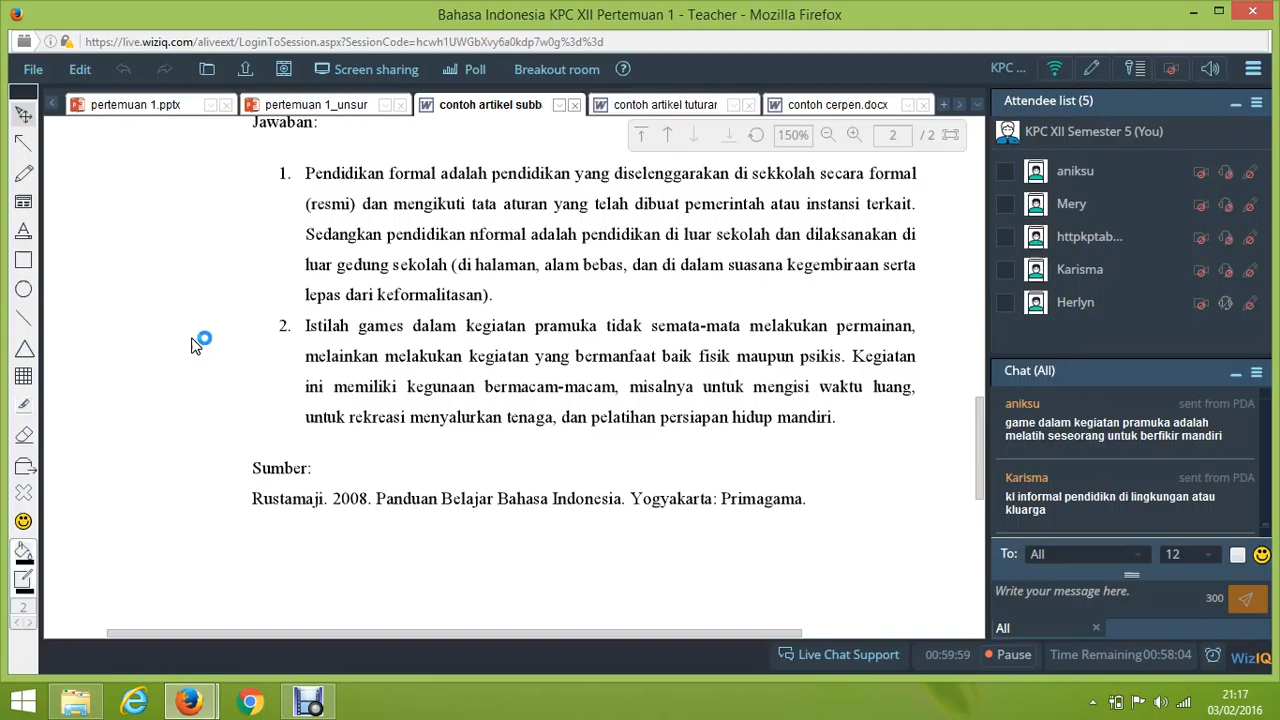 Bahasa Indonesia KPC XII Pertemuan 1 - Teacher - Mozilla Firefox
https://live.wiziq.com/aliveext/LoginToSession.aspx?SessionCode=hcwh1UWGbXvy6a0kdp7w0g%3d%3d
File Edit Screen sharing Poll Breakout room KPC ...
pertemuan 1.pptx pertemuan 1_unsur contoh artikel subb contoh artikel tuturar contoh cerpen.docx
150% 2 / 2
Jawaban:
1. Pendidikan formal adalah pendidikan yang diselenggarakan di sekkolah secara formal
(resmi) dan mengikuti tata aturan yang telah dibuat pemerintah atau instansi terkait.
Sedangkan pendidikan nformal adalah pendidikan di luar sekolah dan dilaksanakan di
luar gedung sekolah (di halaman, alam bebas, dan di dalam suasana kegembiraan serta
lepas dari keformalitasan).
2. Istilah games dalam kegiatan pramuka tidak semata-mata melakukan permainan,
melainkan melakukan kegiatan yang bermanfaat baik fisik maupun psikis. Kegiatan
ini memiliki kegunaan bermacam-macam, misalnya untuk mengisi waktu luang,
untuk rekreasi menyalurkan tenaga, dan pelatihan persiapan hidup mandiri.
Sumber:
Rustamaji. 2008. Panduan Belajar Bahasa Indonesia. Yogyakarta: Primagama.
2
Attendee list (5)
KPC XII Semester 5 (You)
aniksu
Mery
httpkptab...
Karisma
Herlyn
Chat (All)
aniksu sent from PDA
game dalam kegiatan pramuka adalah
melatih seseorang untuk berfikir mandiri
Karisma sent from PDA
kl informal pendidikn di lingkungan atau
kluarga
To: All 12
Write your message here. 300
All
Live Chat Support 00:59:59 Pause Time Remaining 00:58:04 WizIQ
21:17
03/02/2016